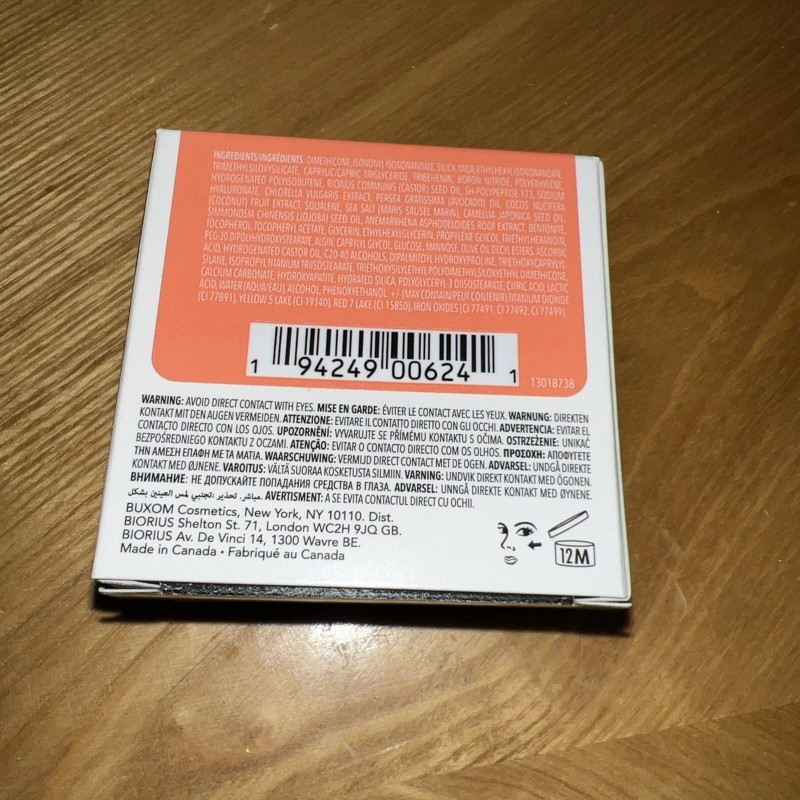 INGREDIENTS/INGRÉDIENTS: DIMETHICONE, ISONONYL ISONONANOATE, SILICA, MICA, ETHYLHEXYL ISONONANOATE,
TRIMETHYLSILOXYSILICATE, CAPRYLIC/CAPRIC TRIGLYCERIDE, TRIBEHENIN, BORON NITRIDE, POLYETHYLENE,
HYDROGENATED POLYISOBUTENE, RICINUS COMMUNIS (CASTOR) SEED OIL, SH-POLYPEPTIDE-123, SODIUM
HYALURONATE, CHLORELLA VULGARIS EXTRACT, PERSEA GRATISSIMA (AVOCADO) OIL, COCOS NUCIFERA
(COCONUT) FRUIT EXTRACT, SQUALENE, SEA SALT (MARIS SAL/SEL MARIN), CAMELLIA JAPONICA SEED OIL,
SIMMONDSIA CHINENSIS (JOJOBA) SEED OIL, ANEMARRHENA ASPHODELOIDES ROOT EXTRACT, BENTONITE,
TOCOPHEROL, TOCOPHERYL ACETATE, GLYCERIN, ETHYLHEXYLGLYCERIN, PROPYLENE GLYCOL, TRIETHYLHEXANOIN,
PEG-30 DIPOLYHYDROXYSTEARATE, ALGIN, CAPRYLYL GLYCOL, GLUCOSE, MANNOSE, OLIVE OIL DECYL ESTERS, ASCORBIC
ACID, HYDROGENATED CASTOR OIL, C20-40 ALCOHOLS, DIPALMITOYL HYDROXYPROLINE, TRIETHOXYCAPRYLYL-
SILANE, ISOPROPYL TITANIUM TRIISOSTEARATE, TRIETHOXYSILYLETHYL POLYDIMETHYLSILOXYETHYL DIMETHICONE,
CALCIUM CARBONATE, HYDROXYAPATITE, HYDRATED SILICA, POLYGLYCERYL-3 DIISOSTEARATE, CITRIC ACID, LACTIC
ACID, WATER (AQUA/EAU), ALCOHOL, PHENOXYETHANOL. +/- (MAY CONTAIN/PEUT CONTENIR) TITANIUM DIOXIDE
(CI 77891), YELLOW 5 LAKE (CI 19140), RED 7 LAKE (CI 15850), IRON OXIDES (CI 77491, CI 77492, CI 77499).
1 94249 00624 1
13018738
WARNING: AVOID DIRECT CONTACT WITH EYES. MISE EN GARDE: ÉVITER LE CONTACT AVEC LES YEUX. WARNUNG: DIREKTEN
KONTAKT MIT DEN AUGEN VERMEIDEN. ATTENZIONE: EVITARE IL CONTATTO DIRETTO CON GLI OCCHI. ADVERTENCIA: EVITAR EL
CONTACTO DIRECTO CON LOS OJOS. UPOZORNĚNÍ: VYVARUJTE SE PŘÍMÉMU KONTAKTU S OČIMA. OSTRZEŻENIE: UNIKAĆ
BEZPOŚREDNIEGO KONTAKTU Z OCZAMI. ATENÇÃO: EVITAR O CONTACTO DIRECTO COM OS OLHOS. ΠΡΟΣΟΧΗ: ΑΠΟΦΥΓΕΤΕ
ΤΗΝ ΑΜΕΣΗ ΕΠΑΦΗ ΜΕ ΤΑ ΜΑΤΙΑ. WAARSCHUWING: VERMIJD DIRECT CONTACT MET DE OGEN. ADVARSEL: UNDGÅ DIREKTE
KONTAKT MED ØJNENE. VAROITUS: VÄLTÄ SUORAA KOSKETUSTA SILMIIN. VARNING: UNDVIK DIREKT KONTAKT MED ÖGONEN.
ВНИМАНИЕ: НЕ ДОПУСКАЙТЕ ПОПАДАНИЯ СРЕДСТВА В ГЛАЗА. ADVARSEL: UNNGÅ DIREKTE KONTAKT MED ØYNENE.
مباشر. تحذير: تجنبي لمس العينين بشكل. AVERTISMENT: A SE EVITA CONTACTUL DIRECT CU OCHII.
BUXOM Cosmetics, New York, NY 10110. Dist.
BIORIUS Shelton St. 71, London WC2H 9JQ GB.
BIORIUS Av. De Vinci 14, 1300 Wavre BE.
Made in Canada • Fabriqué au Canada
12M